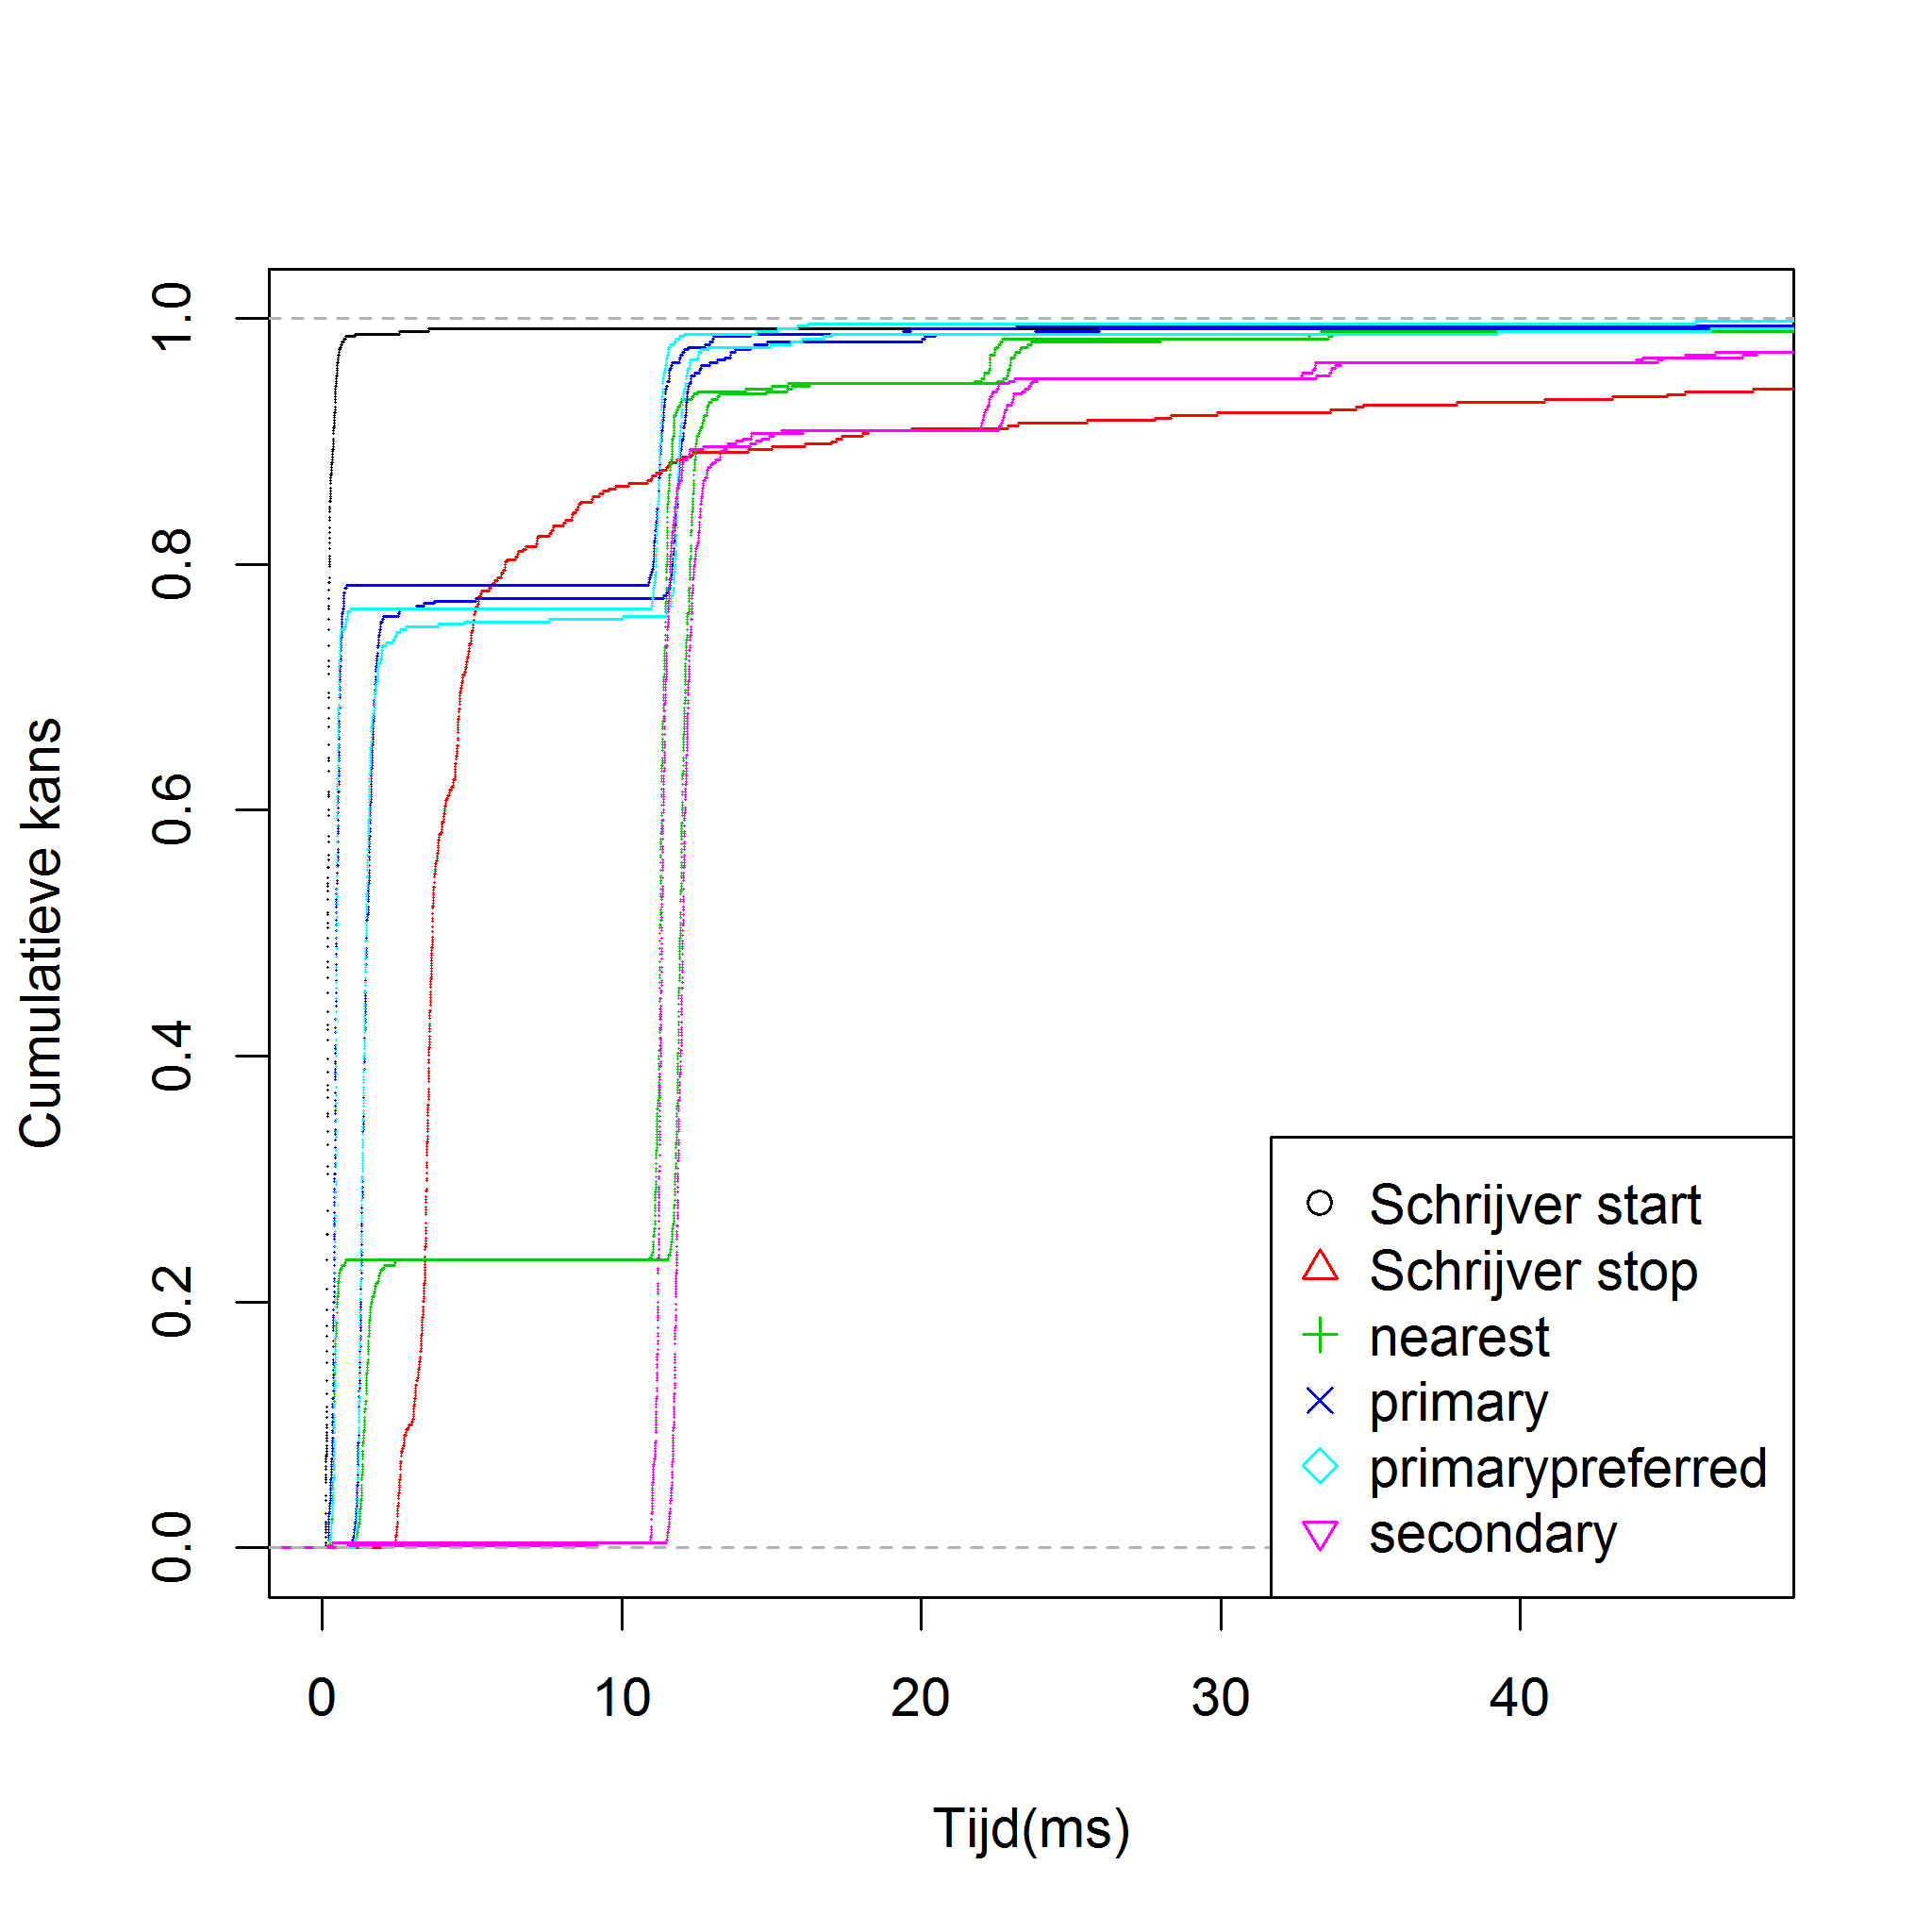 1.0
0.8
0.6
0.4
0.2
0.0
Cumulatieve kans
0 10 20 30 40
Tijd(ms)
Schrijver start
Schrijver stop
nearest
primary
primarypreferred
secondary